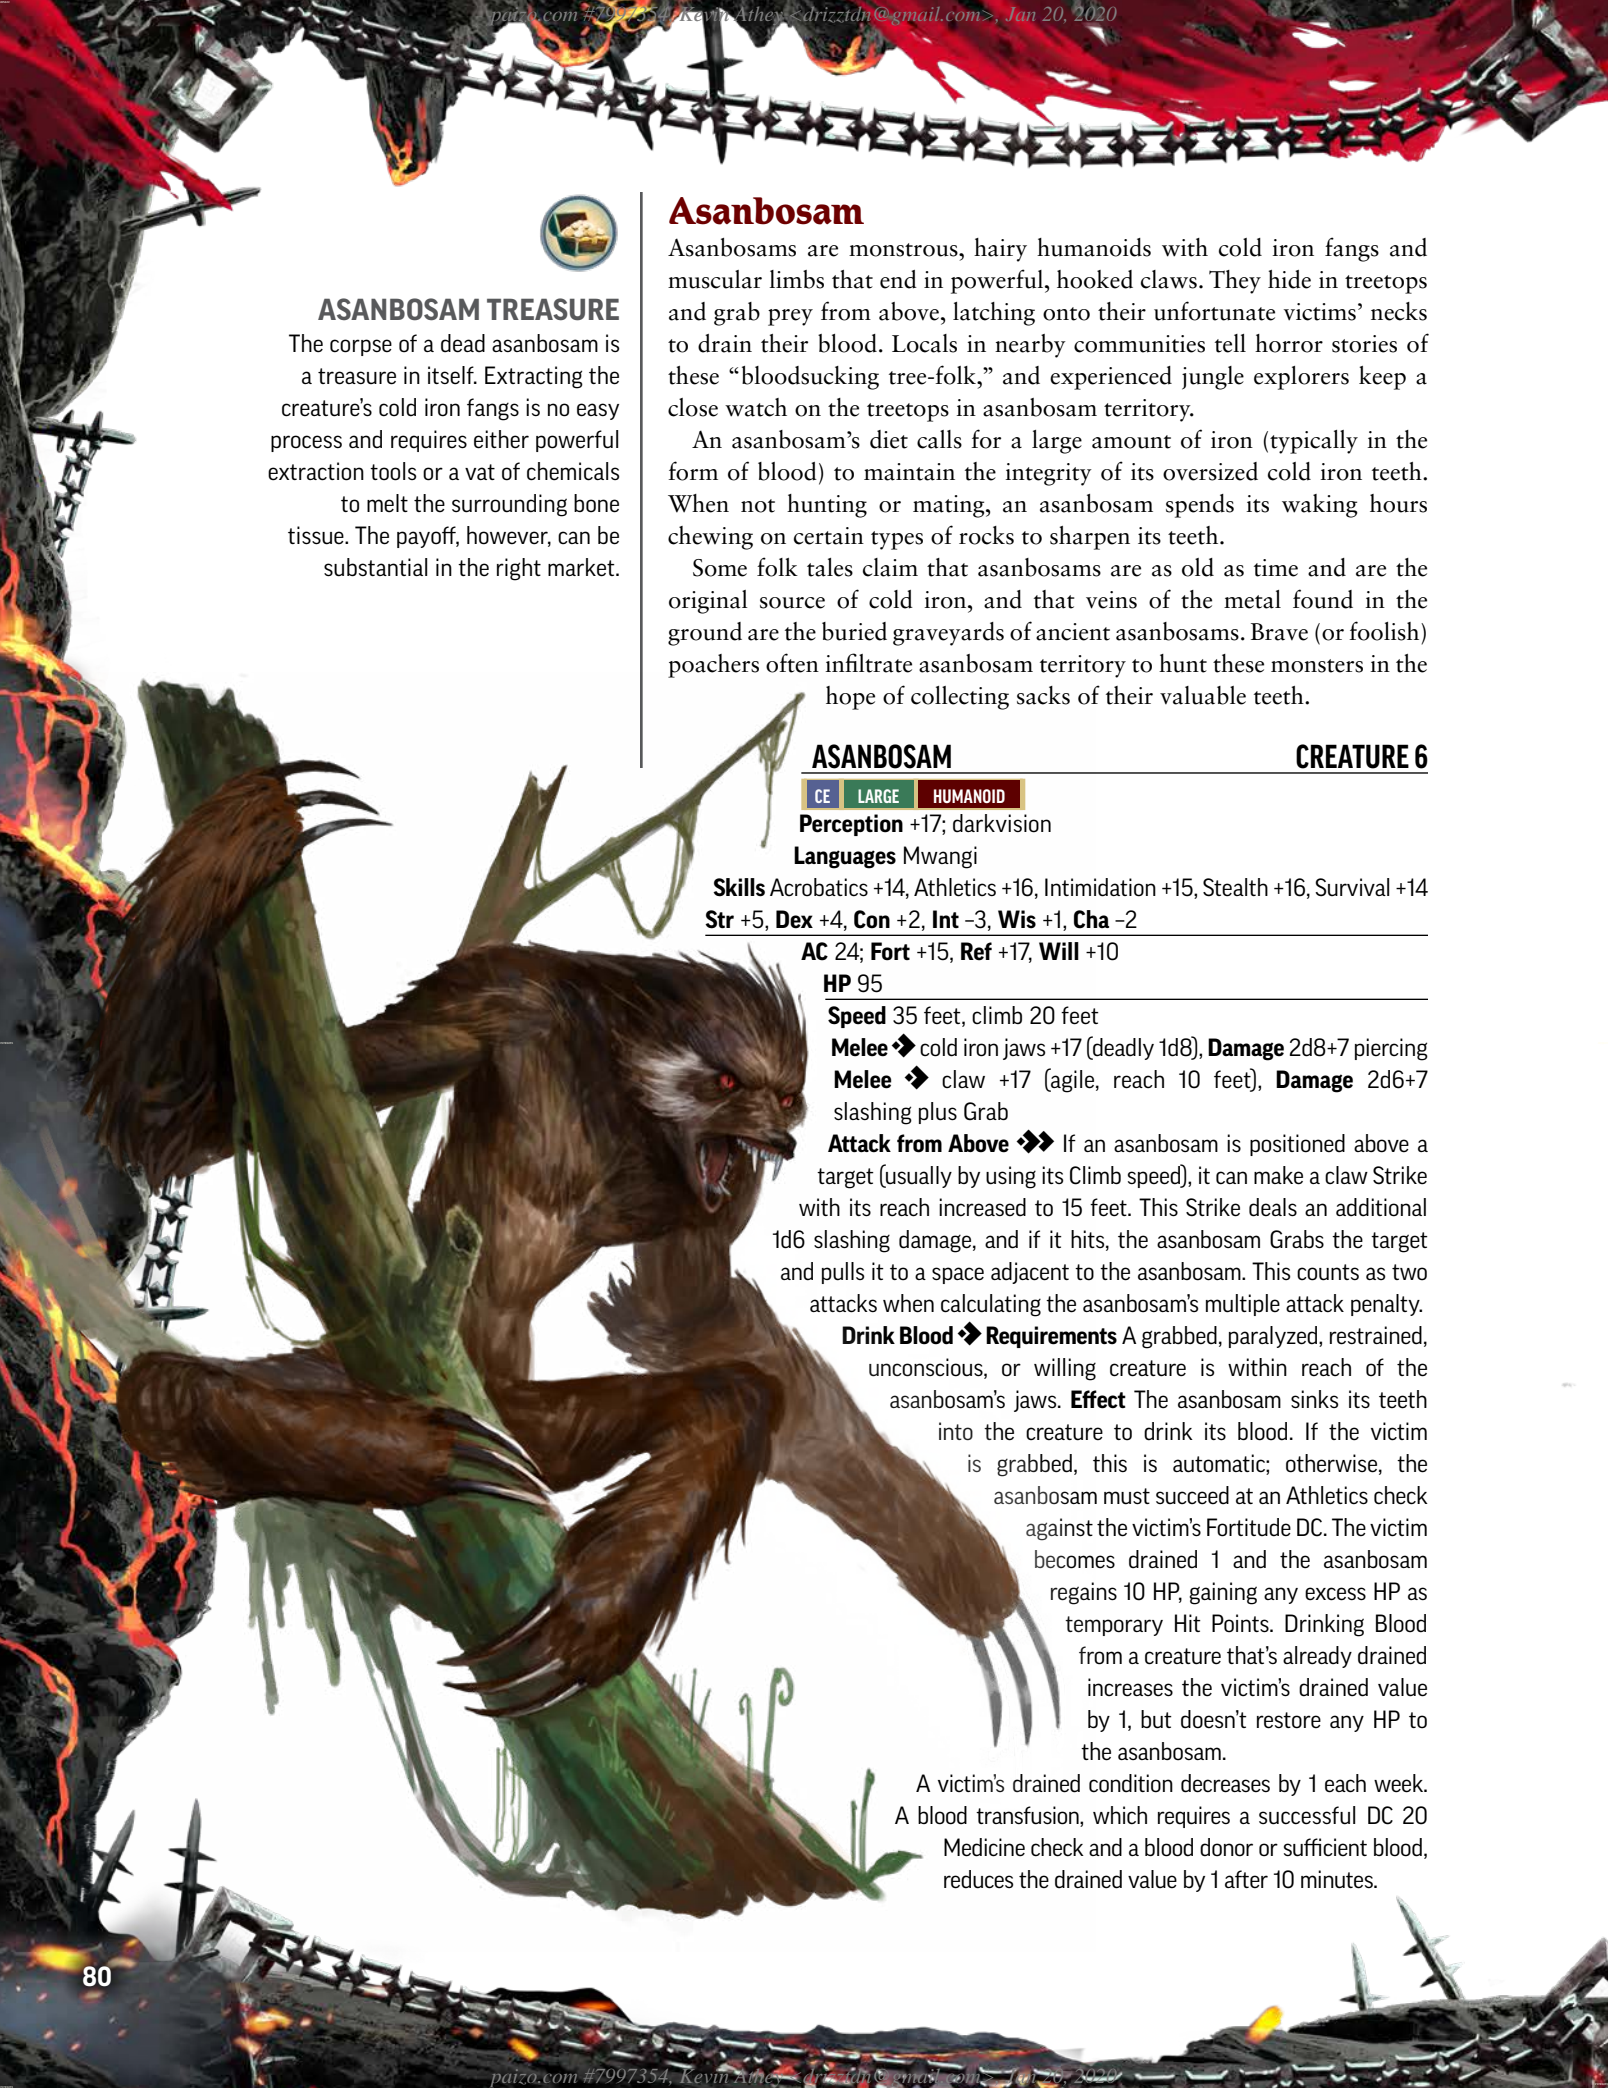 paizo.com #7997354, Kevin Athey <drizztdn@gmail.com>, Jan 20, 2020
ASANBOSAM TREASURE
The corpse of a dead asanbosam is
a treasure in itself. Extracting the
creature’s cold iron fangs is no easy
process and requires either powerful
extraction tools or a vat of chemicals
to melt the surrounding bone
tissue. The payoff, however, can be
substantial in the right market.
Asanbosam
Asanbosams are monstrous, hairy humanoids with cold iron fangs and
muscular limbs that end in powerful, hooked claws. They hide in treetops
and grab prey from above, latching onto their unfortunate victims’ necks
to drain their blood. Locals in nearby communities tell horror stories of
these “bloodsucking tree-folk,” and experienced jungle explorers keep a
close watch on the treetops in asanbosam territory.
An asanbosam’s diet calls for a large amount of iron (typically in the
form of blood) to maintain the integrity of its oversized cold iron teeth.
When not hunting or mating, an asanbosam spends its waking hours
chewing on certain types of rocks to sharpen its teeth.
Some folk tales claim that asanbosams are as old as time and are the
original source of cold iron, and that veins of the metal found in the
ground are the buried graveyards of ancient asanbosams. Brave (or foolish)
poachers often infiltrate asanbosam territory to hunt these monsters in the
hope of collecting sacks of their valuable teeth.
ASANBOSAM CREATURE 6
CE LARGE HUMANOID
Perception +17; darkvision
Languages Mwangi
Skills Acrobatics +14, Athletics +16, Intimidation +15, Stealth +16, Survival +14
Str +5, Dex +4, Con +2, Int –3, Wis +1, Cha –2
AC 24; Fort +15, Ref +17, Will +10
HP 95
Speed 35 feet, climb 20 feet
Melee cold iron jaws +17 (deadly 1d8), Damage 2d8+7 piercing
Melee claw +17 (agile, reach 10 feet), Damage 2d6+7
slashing plus Grab
Attack from Above If an asanbosam is positioned above a
target (usually by using its Climb speed), it can make a claw Strike
with its reach increased to 15 feet. This Strike deals an additional
1d6 slashing damage, and if it hits, the asanbosam Grabs the target
and pulls it to a space adjacent to the asanbosam. This counts as two
attacks when calculating the asanbosam’s multiple attack penalty.
Drink Blood Requirements A grabbed, paralyzed, restrained,
unconscious, or willing creature is within reach of the
asanbosam’s jaws. Effect The asanbosam sinks its teeth
into the creature to drink its blood. If the victim
is grabbed, this is automatic; otherwise, the
asanbosam must succeed at an Athletics check
against the victim’s Fortitude DC. The victim
becomes drained 1 and the asanbosam
regains 10 HP, gaining any excess HP as
temporary Hit Points. Drinking Blood
from a creature that’s already drained
increases the victim’s drained value
by 1, but doesn’t restore any HP to
the asanbosam.
A victim’s drained condition decreases by 1 each week.
A blood transfusion, which requires a successful DC 20
Medicine check and a blood donor or sufficient blood,
reduces the drained value by 1 after 10 minutes.
80
paizo.com #7997354, Kevin Athey <drizztdn@gmail.com>, Jan 20, 2020